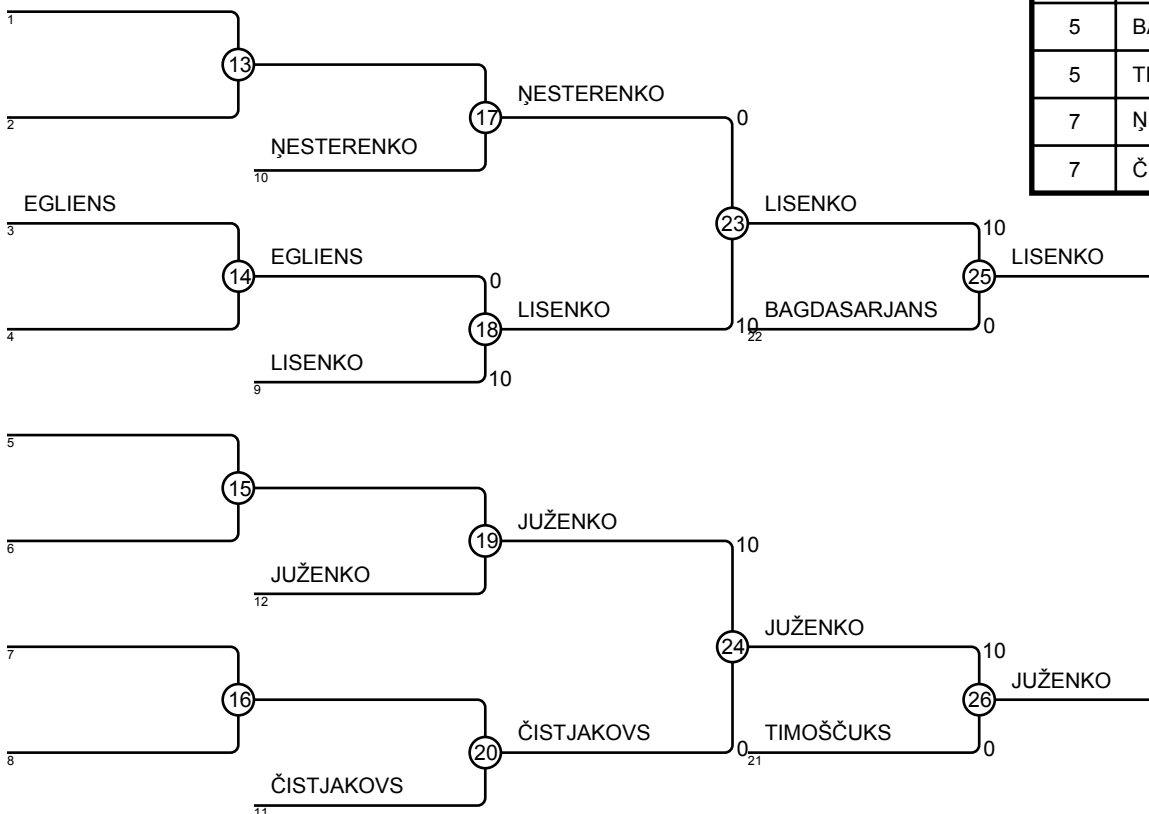 1
5 BA
13
5 TI
ŅESTERENKO
17
0
2
ŅESTERENKO
7 Ņ
10
7 Č
EGLIENS
LISENKO
3
23
10
EGLIENS
LISENKO
14
0
25
LISENKO
BAGDASARJANS
4
18
10
22
0
LISENKO
9
10
5
15
JUŽENKO
19
10
6
JUŽENKO
12
JUŽENKO
7
24
10
16
JUŽENKO
26
ČISTJAKOVS
TIMOŠČUKS
8
20
0
21
0
ČISTJAKOVS
11